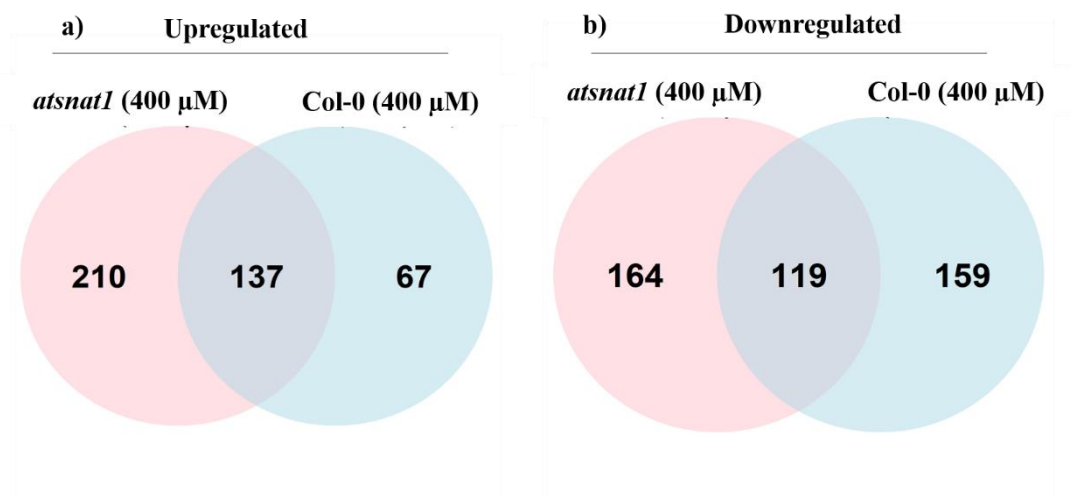 a) Upregulated
atsnat1 (400 μM) Col-0 (400 μM)
210 137 67
b) Downregulated
atsnat1 (400 μM) Col-0 (400 μM)
164 119 159